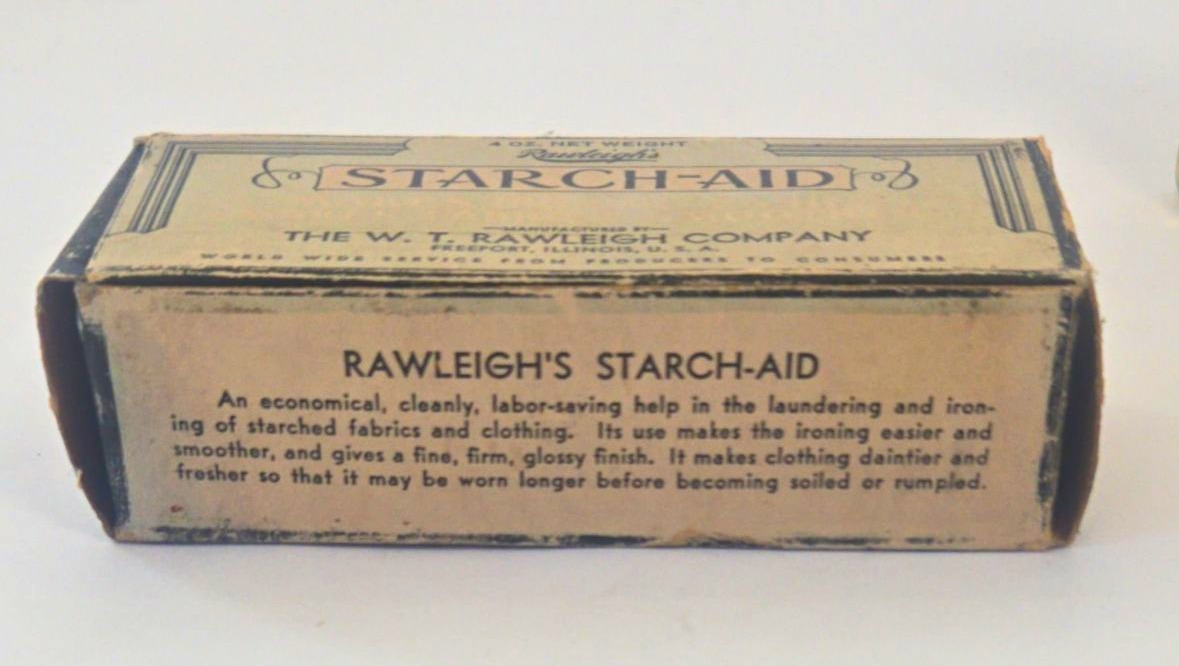 4 OZ. NET WEIGHT
Rawleigh's
STARCH-AID
MANUFACTURED BY
THE W. T. RAWLEIGH COMPANY
FREEPORT, ILLINOIS, U. S. A.
WORLD WIDE SERVICE FROM PRODUCERS TO CONSUMERS
RAWLEIGH'S STARCH-AID
An economical, cleanly, labor-saving help in the laundering and iron-
ing of starched fabrics and clothing. Its use makes the ironing easier and
smoother, and gives a fine, firm, glossy finish. It makes clothing daintier and
fresher so that it may be worn longer before becoming soiled or rumpled.